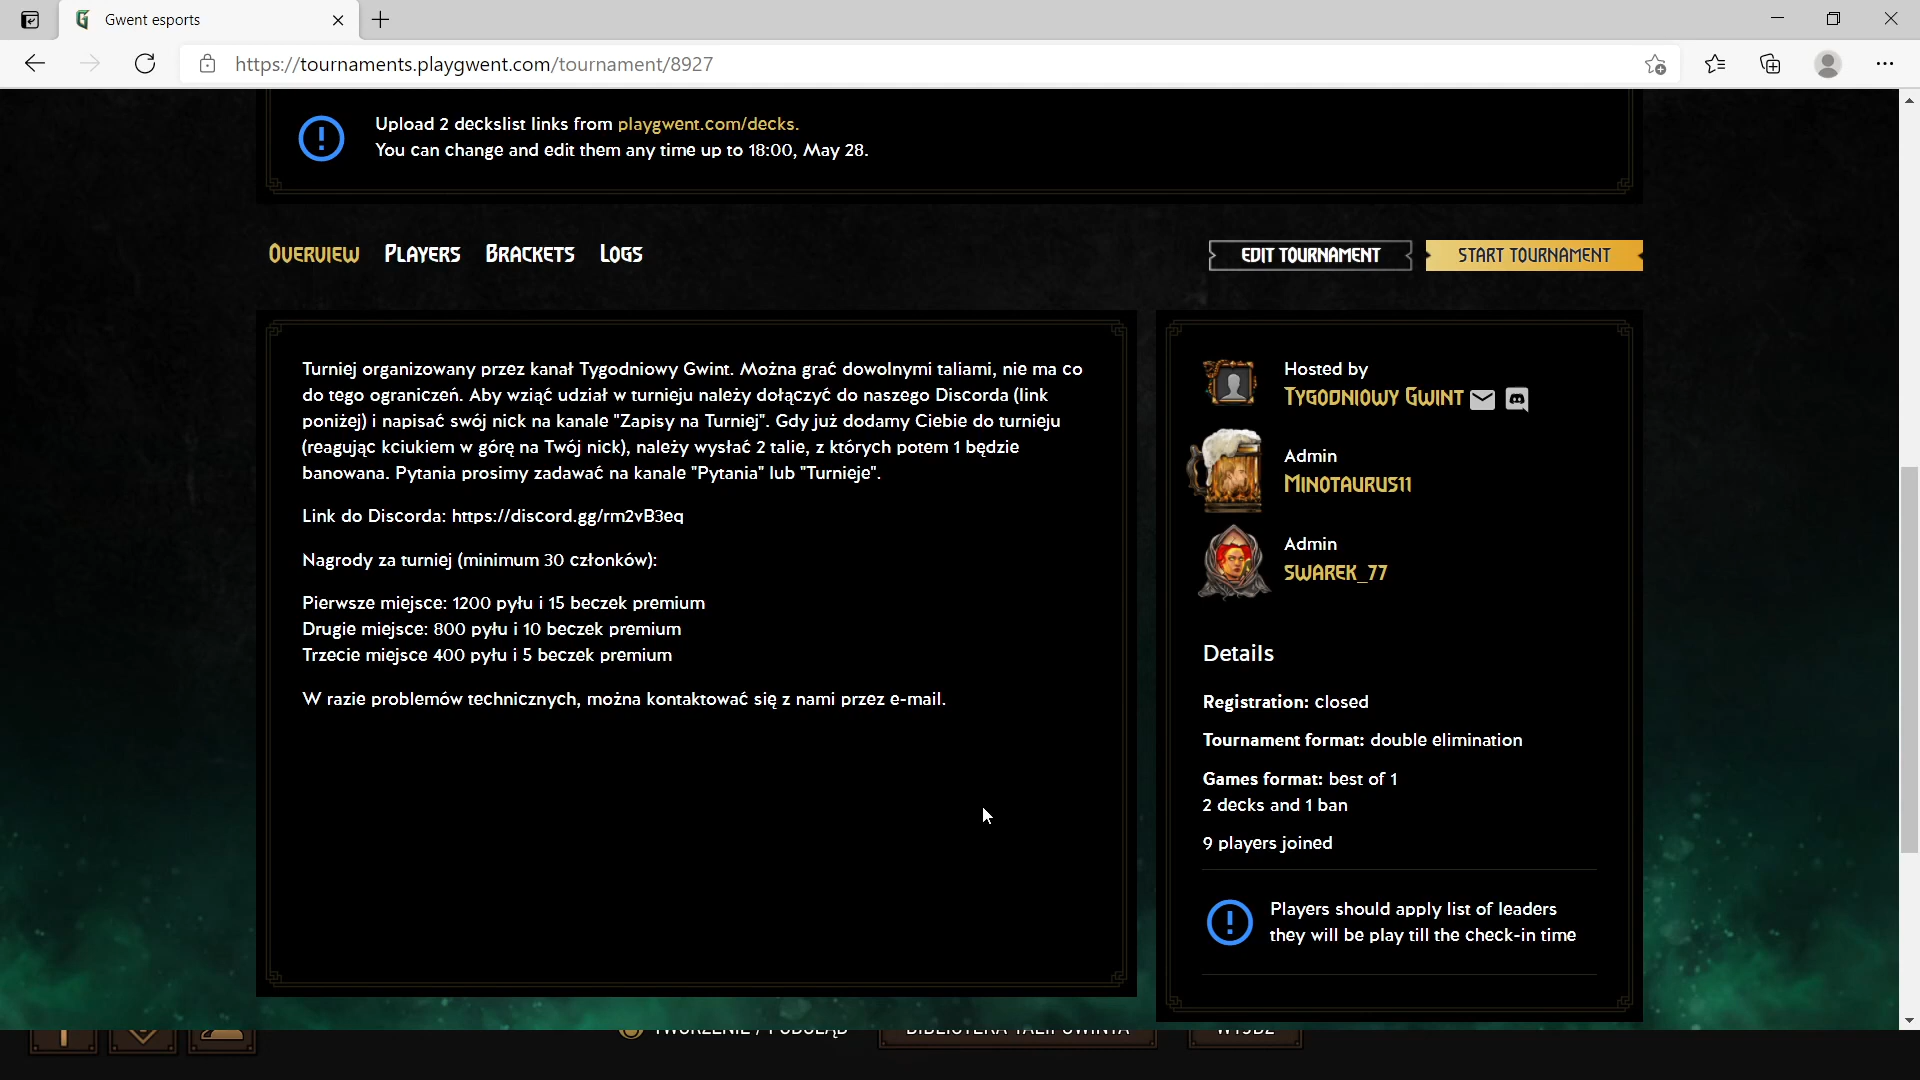 Gwent esports
https://tournaments.playgwent.com/tournament/8927
Upload 2 deckslist links from playgwent.com/decks.
You can change and edit them any time up to 18:00, May 28.
OVERVIEW PLAYERS BRACKETS LOGS
EDIT TOURNAMENT START TOURNAMENT
Turniej organizowany przez kanał Tygodniowy Gwint. Można grać dowolnymi taliami, nie ma co
do tego ograniczeń. Aby wziąć udział w turnieju należy dołączyć do naszego Discorda (link
poniżej) i napisać swój nick na kanale "Zapisy na Turniej". Gdy już dodamy Ciebie do turnieju
(reagując kciukiem w górę na Twój nick), należy wysłać 2 talie, z których potem 1 będzie
banowana. Pytania prosimy zadawać na kanale "Pytania" lub "Turnieje".
Link do Discorda: https://discord.gg/rm2vB3eq
Nagrody za turniej (minimum 30 członków):
Pierwsze miejsce: 1200 pyłu i 15 beczek premium
Drugie miejsce: 800 pyłu i 10 beczek premium
Trzecie miejsce 400 pyłu i 5 beczek premium
W razie problemów technicznych, można kontaktować się z nami przez e-mail.
Hosted by
TYGODNIOWY GWINT
Admin
MINOTAURUS11
Admin
SWAREK_77
Details
Registration: closed
Tournament format: double elimination
Games format: best of 1
2 decks and 1 ban
9 players joined
Players should apply list of leaders
they will be play till the check-in time
TWORZENIE / PODGLĄD BIBLIOTEKA TALII GWINTA WYJDŹ